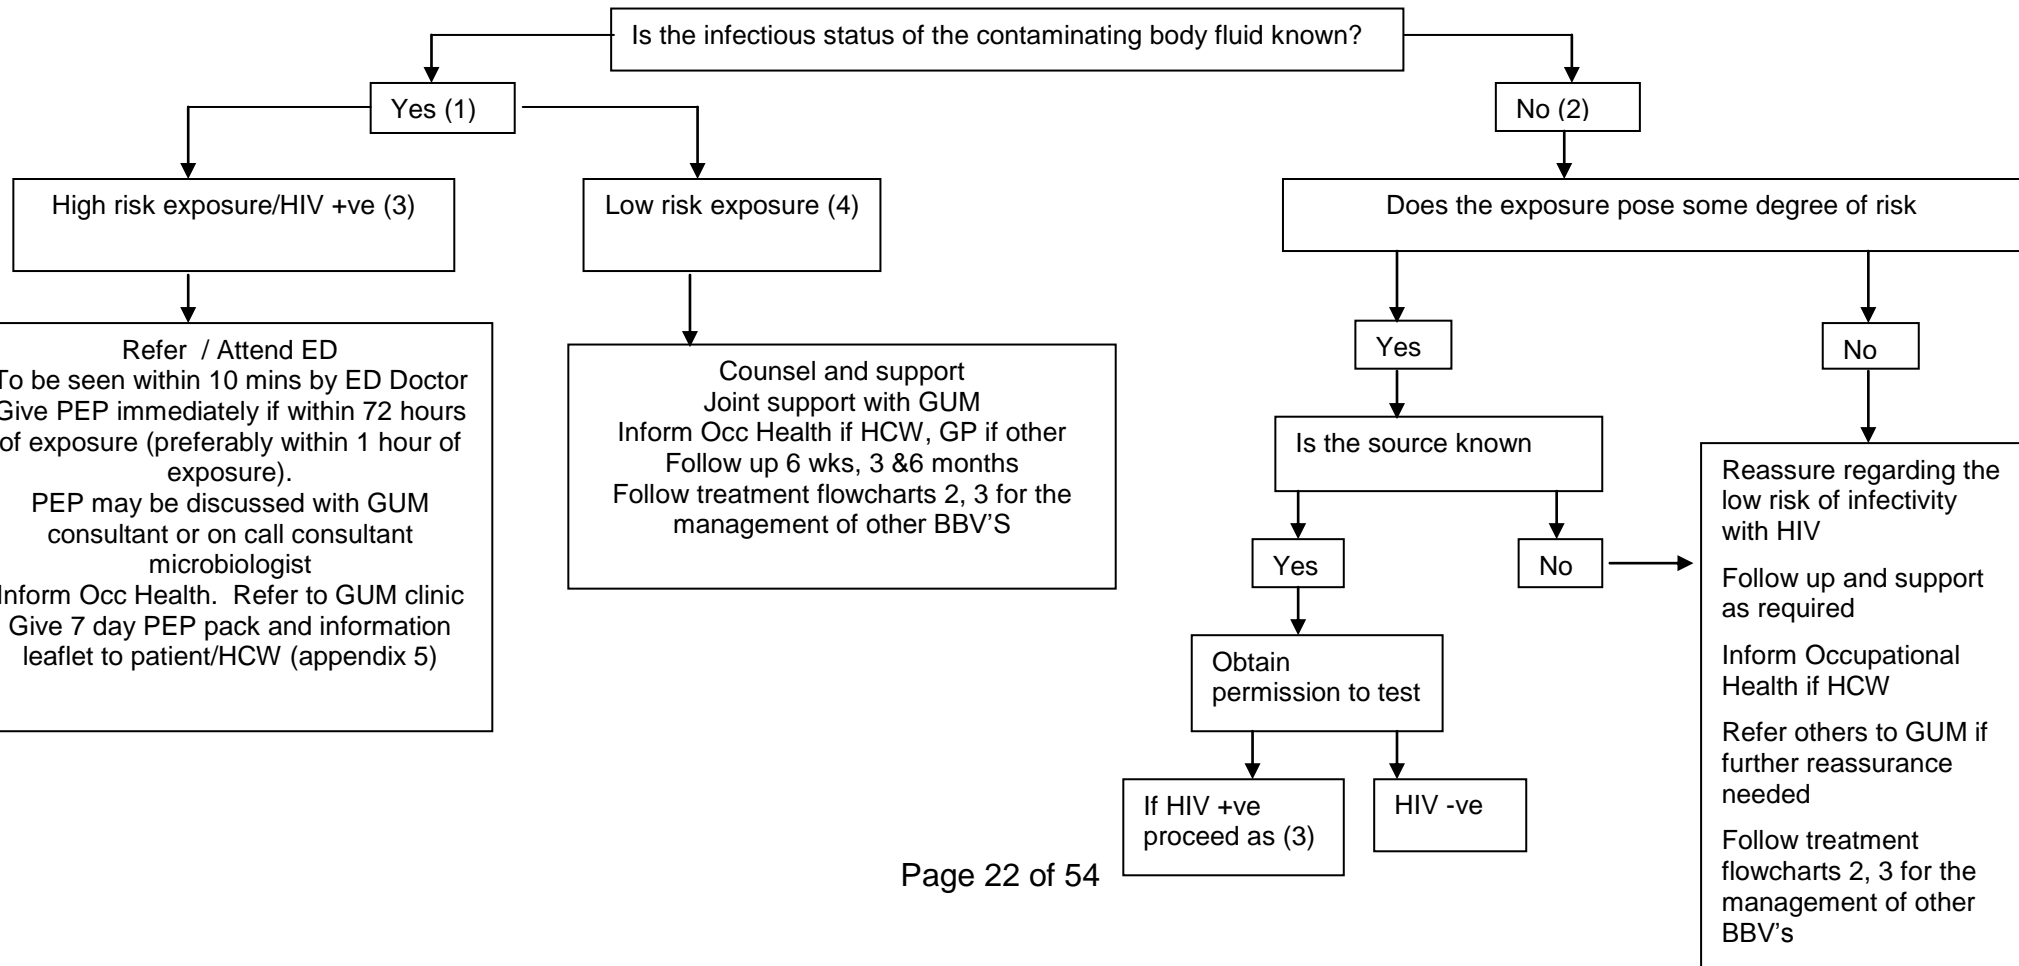 Is the infectious status of the contaminating body fluid known?
Yes (1)
No (2)
High risk exposure/HIV +ve (3)
Low risk exposure (4)
Does the exposure pose some degree of risk
Refer / Attend ED
To be seen within 10 mins by ED Doctor
Give PEP immediately if within 72 hours
of exposure (preferably within 1 hour of
exposure).
PEP may be discussed with GUM
consultant or on call consultant
microbiologist
Inform Occ Health. Refer to GUM clinic
Give 7 day PEP pack and information
leaflet to patient/HCW (appendix 5)
Counsel and support
Joint support with GUM
Inform Occ Health if HCW, GP if other
Follow up 6 wks, 3 &6 months
Follow treatment flowcharts 2, 3 for the
management of other BBV'S
Yes
No
Is the source known
Yes
No
Obtain
permission to test
If HIV +ve
proceed as (3)
HIV -ve
Reassure regarding the
low risk of infectivity
with HIV
Follow up and support
as required
Inform Occupational
Health if HCW
Refer others to GUM if
further reassurance
needed
Follow treatment
flowcharts 2, 3 for the
management of other
BBV's
Page 22 of 54